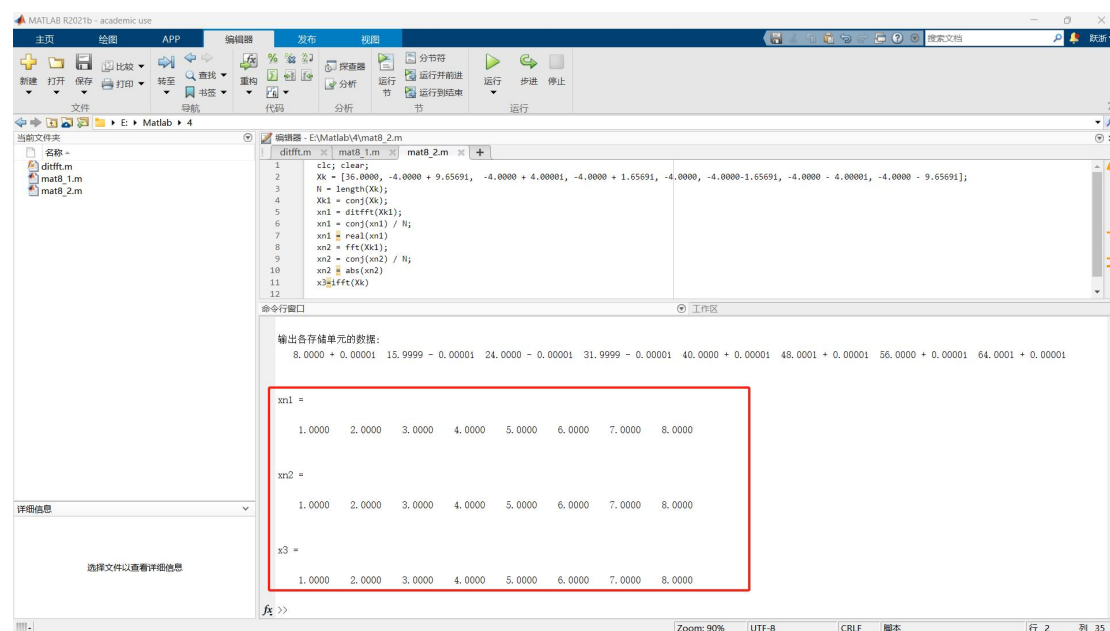 MATLAB R2021b - academic use
主页 绘图 APP 编辑器 发布 视图 搜索文档 跃浙
新建 打开 保存 比较 打印 转至 查找 书签 重构 探查器 分析 运行节 分节符 运行并前进 运行到结束 运行 步进 停止
文件 导航 代码 分析 节 运行
E: Matlab 4
当前文件夹
名称
ditfft.m
mat8_1.m
mat8_2.m
编辑器 - E:\Matlab\4\mat8_2.m
ditfft.m mat8_1.m mat8_2.m
1 clc; clear;
2 Xk = [36.0000, -4.0000 + 9.6569i, -4.0000 + 4.0000i, -4.0000 + 1.6569i, -4.0000, -4.0000-1.6569i, -4.0000 - 4.0000i, -4.0000 - 9.6569i];
3 N = length(Xk);
4 Xk1 = conj(Xk);
5 xn1 = ditfft(Xk1);
6 xn1 = conj(xn1) / N;
7 xn1 = real(xn1)
8 xn2 = fft(Xk1);
9 xn2 = conj(xn2) / N;
10 xn2 = abs(xn2)
11 x3=ifft(Xk)
12
命令行窗口
工作区
输出各存储单元的数据:
8.0000 + 0.0000i 15.9999 - 0.0000i 24.0000 - 0.0000i 31.9999 - 0.0000i 40.0000 + 0.0000i 48.0001 + 0.0000i 56.0000 + 0.0000i 64.0001 + 0.0000i
xn1 =
1.0000 2.0000 3.0000 4.0000 5.0000 6.0000 7.0000 8.0000
xn2 =
1.0000 2.0000 3.0000 4.0000 5.0000 6.0000 7.0000 8.0000
x3 =
1.0000 2.0000 3.0000 4.0000 5.0000 6.0000 7.0000 8.0000
fx >>
详细信息
选择文件以查看详细信息
Zoom: 90% UTF-8 CRLF 脚本 行 2 列 35